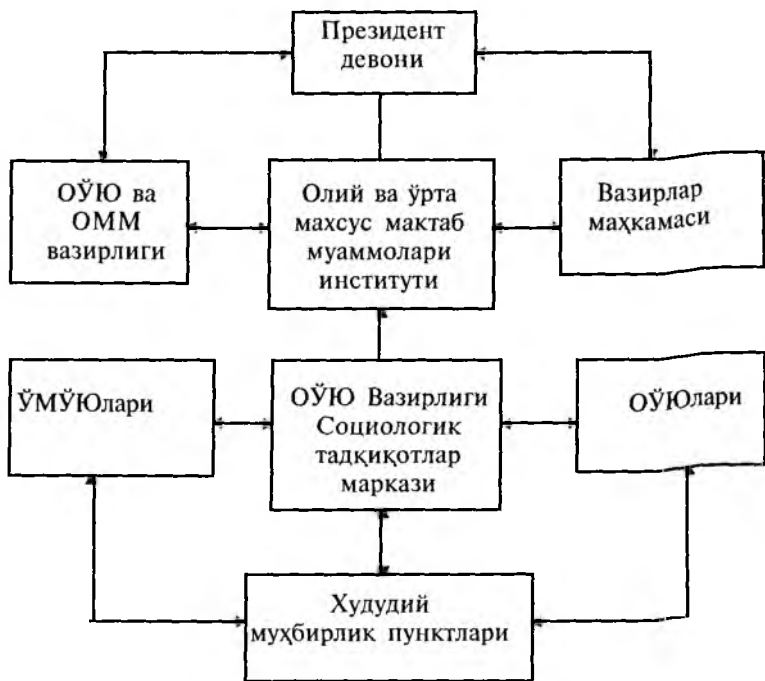 Президент
девони
ОЎЮ ва
ОММ
вазирлиги
Олий ва ўрта
махсус мактаб
муаммолари
институти
Вазирлар
маҳкамаси
ЎМЎЮлари
ОЎЮ Вазирлиги
Социологик
тадқиқотлар
маркази
ОЎЮлари
Худудий
муҳбирлик пунктлари